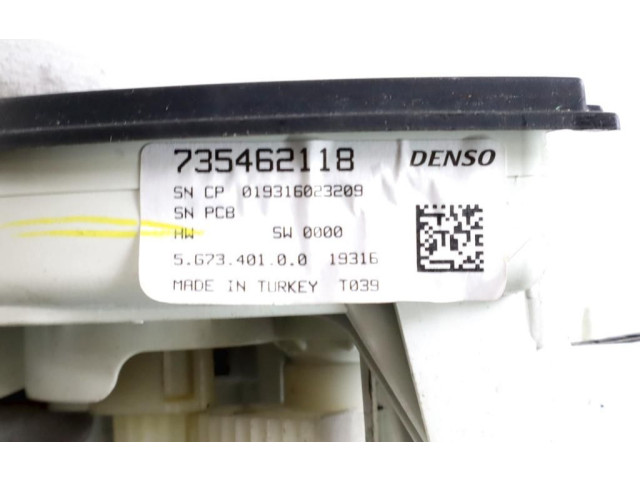 735462118 DENSO
SN CP 019316023209
SN PCB
HW SW 0000
5.673.401.0.0 19316
MADE IN TURKEY T039